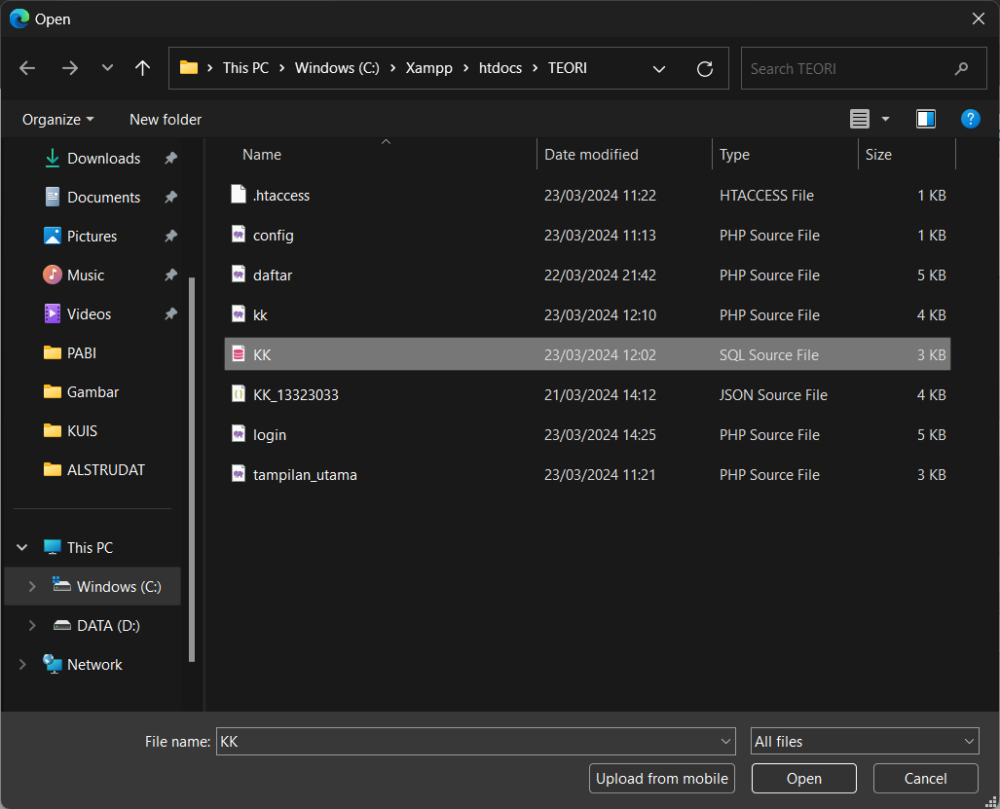 Open
This PC > Windows (C:) > Xampp > htdocs > TEORI
Search TEORI
Organize
New folder
?
Downloads
Documents
Pictures
Music
Videos
PABI
Gambar
KUIS
ALSTRUDAT
This PC
Windows (C:)
DATA (D:)
Network
Name Date modified Type Size
.htaccess 23/03/2024 11:22 HTACCESS File 1 KB
config 23/03/2024 11:13 PHP Source File 1 KB
daftar 22/03/2024 21:42 PHP Source File 5 KB
kk 23/03/2024 12:10 PHP Source File 4 KB
KK 23/03/2024 12:02 SQL Source File 3 KB
KK_13323033 21/03/2024 14:12 JSON Source File 4 KB
login 23/03/2024 14:25 PHP Source File 5 KB
tampilan_utama 23/03/2024 11:21 PHP Source File 3 KB
File name: KK
All files
Upload from mobile
Open
Cancel